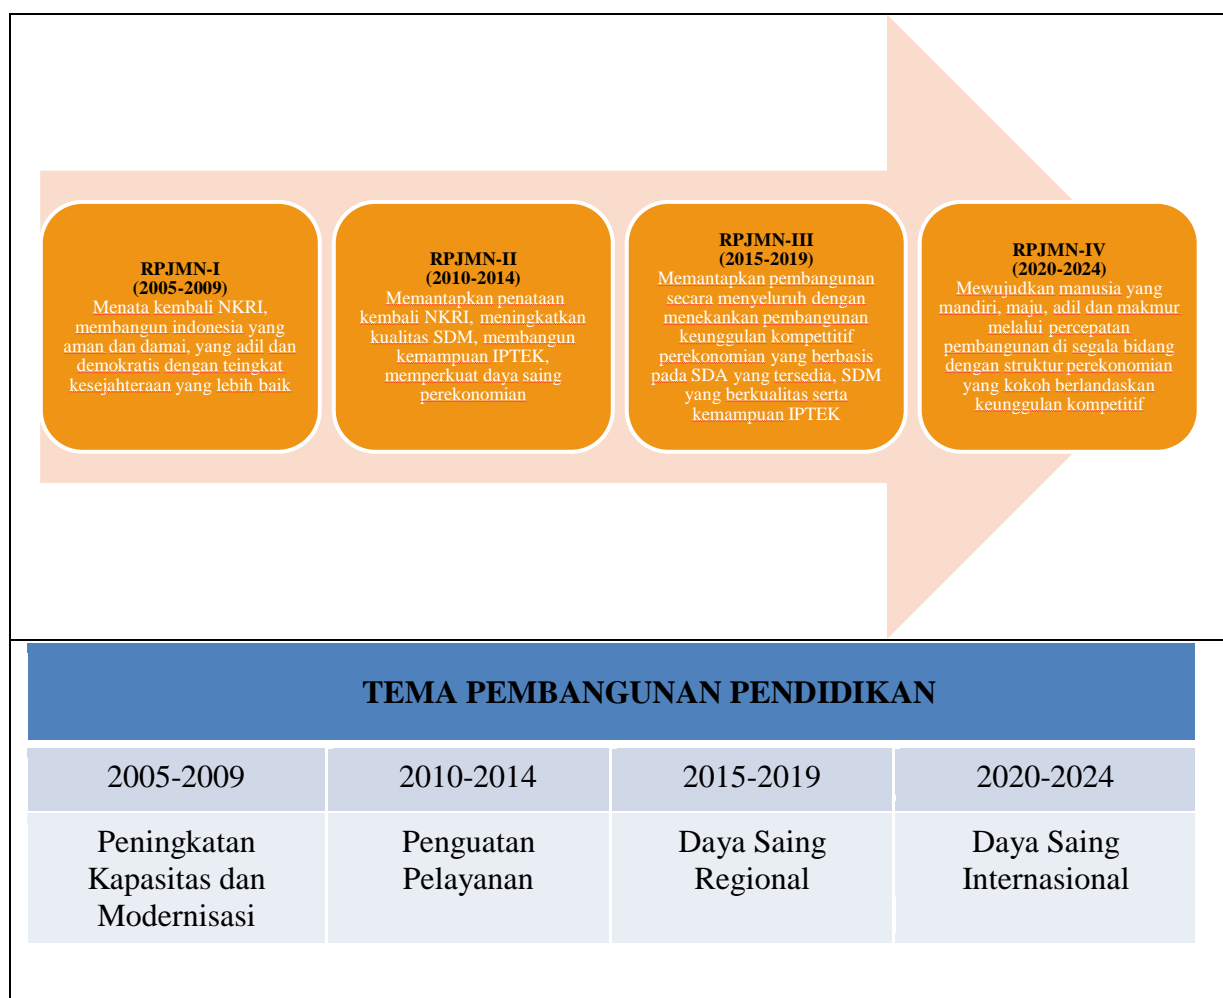 RPJMN-I
(2005-2009)
Menata kembali NKRI,
membangun indonesia yang
aman dan damai, yang adil dan
demokratis dengan teingkat
kesejahteraan yang lebih baik
RPJMN-II
(2010-2014)
Memantapkan penataan
kembali NKRI, meningkatkan
kualitas SDM, membangun
kemampuan IPTEK,
memperkuat daya saing
perekonomian
RPJMN-III
(2015-2019)
Memantapkan pembangunan
secara menyeluruh dengan
menekankan pembangunan
keunggulan kompettitif
perekonomian yang berbasis
pada SDA yang tersedia, SDM
yang berkualitas serta
kemampuan IPTEK
RPJMN-IV
(2020-2024)
Mewujudkan manusia yang
mandiri, maju, adil dan makmur
melalui percepatan
pembangunan di segala bidang
dengan struktur perekonomian
yang kokoh berlandaskan
keunggulan kompetitif
TEMA PEMBANGUNAN PENDIDIKAN
2005-2009
2010-2014
2015-2019
2020-2024
Peningkatan
Kapasitas dan
Modernisasi
Penguatan
Pelayanan
Daya Saing
Regional
Daya Saing
Internasional